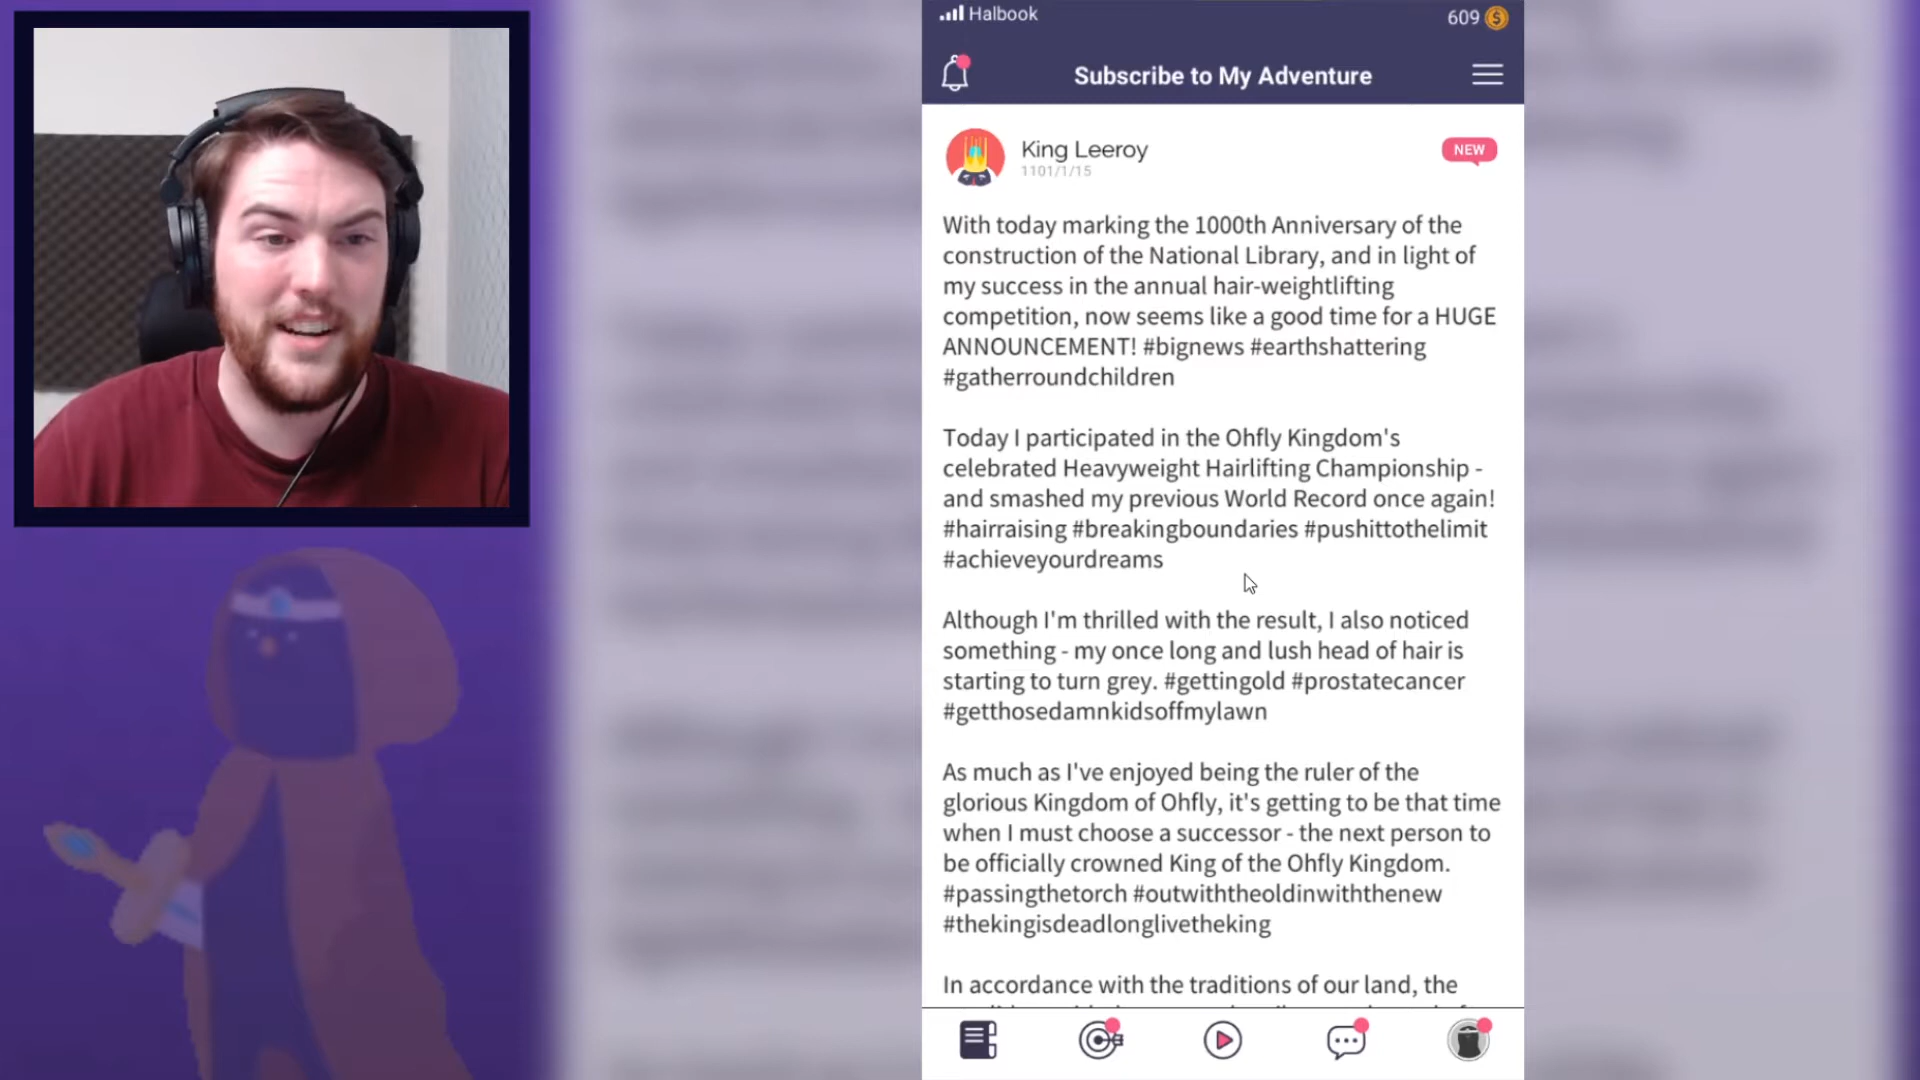 Halbook
609
Subscribe to My Adventure
King Leeroy
NEW
1101/1/15
With today marking the 1000th Anniversary of the
construction of the National Library, and in light of
my success in the annual hair-weightlifting
competition, now seems like a good time for a HUGE
ANNOUNCEMENT! #bignews #earthshattering
#gatherroundchildren
Today I participated in the Ohfly Kingdom's
celebrated Heavyweight Hairlifting Championship -
and smashed my previous World Record once again!
#hairraising #breakingboundaries #pushittothelimit
#achieveyourdreams
Although I'm thrilled with the result, I also noticed
something - my once long and lush head of hair is
starting to turn grey. #gettingold #prostatecancer
#getthosedamnkidsoffmylawn
As much as I've enjoyed being the ruler of the
glorious Kingdom of Ohfly, it's getting to be that time
when I must choose a successor - the next person to
be officially crowned King of the Ohfly Kingdom.
#passingthetorch #outwiththeoldinwiththenew
#thekingisdeadlonglivetheking
In accordance with the traditions of our land, the